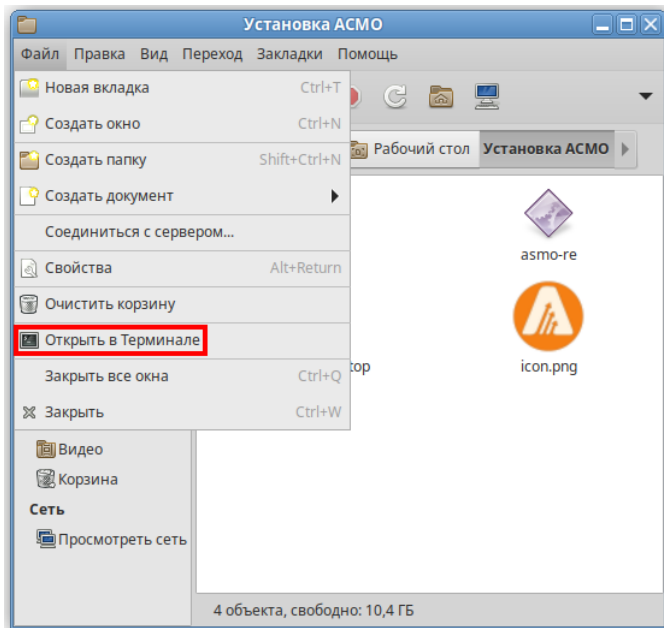 Установка АСМО
Файл Правка Вид Переход Закладки Помощь
Новая вкладка Ctrl+T
Создать окно Ctrl+N
Создать папку Shift+Ctrl+N
Создать документ
Соединиться с сервером...
Свойства Alt+Return
Очистить корзину
Открыть в Терминале
Закрыть все окна Ctrl+Q
Закрыть Ctrl+W
Рабочий стол Установка АСМО
asmo-re
top
icon.png
Видео
Корзина
Сеть
Просмотреть сеть
4 объекта, свободно: 10,4 ГБ